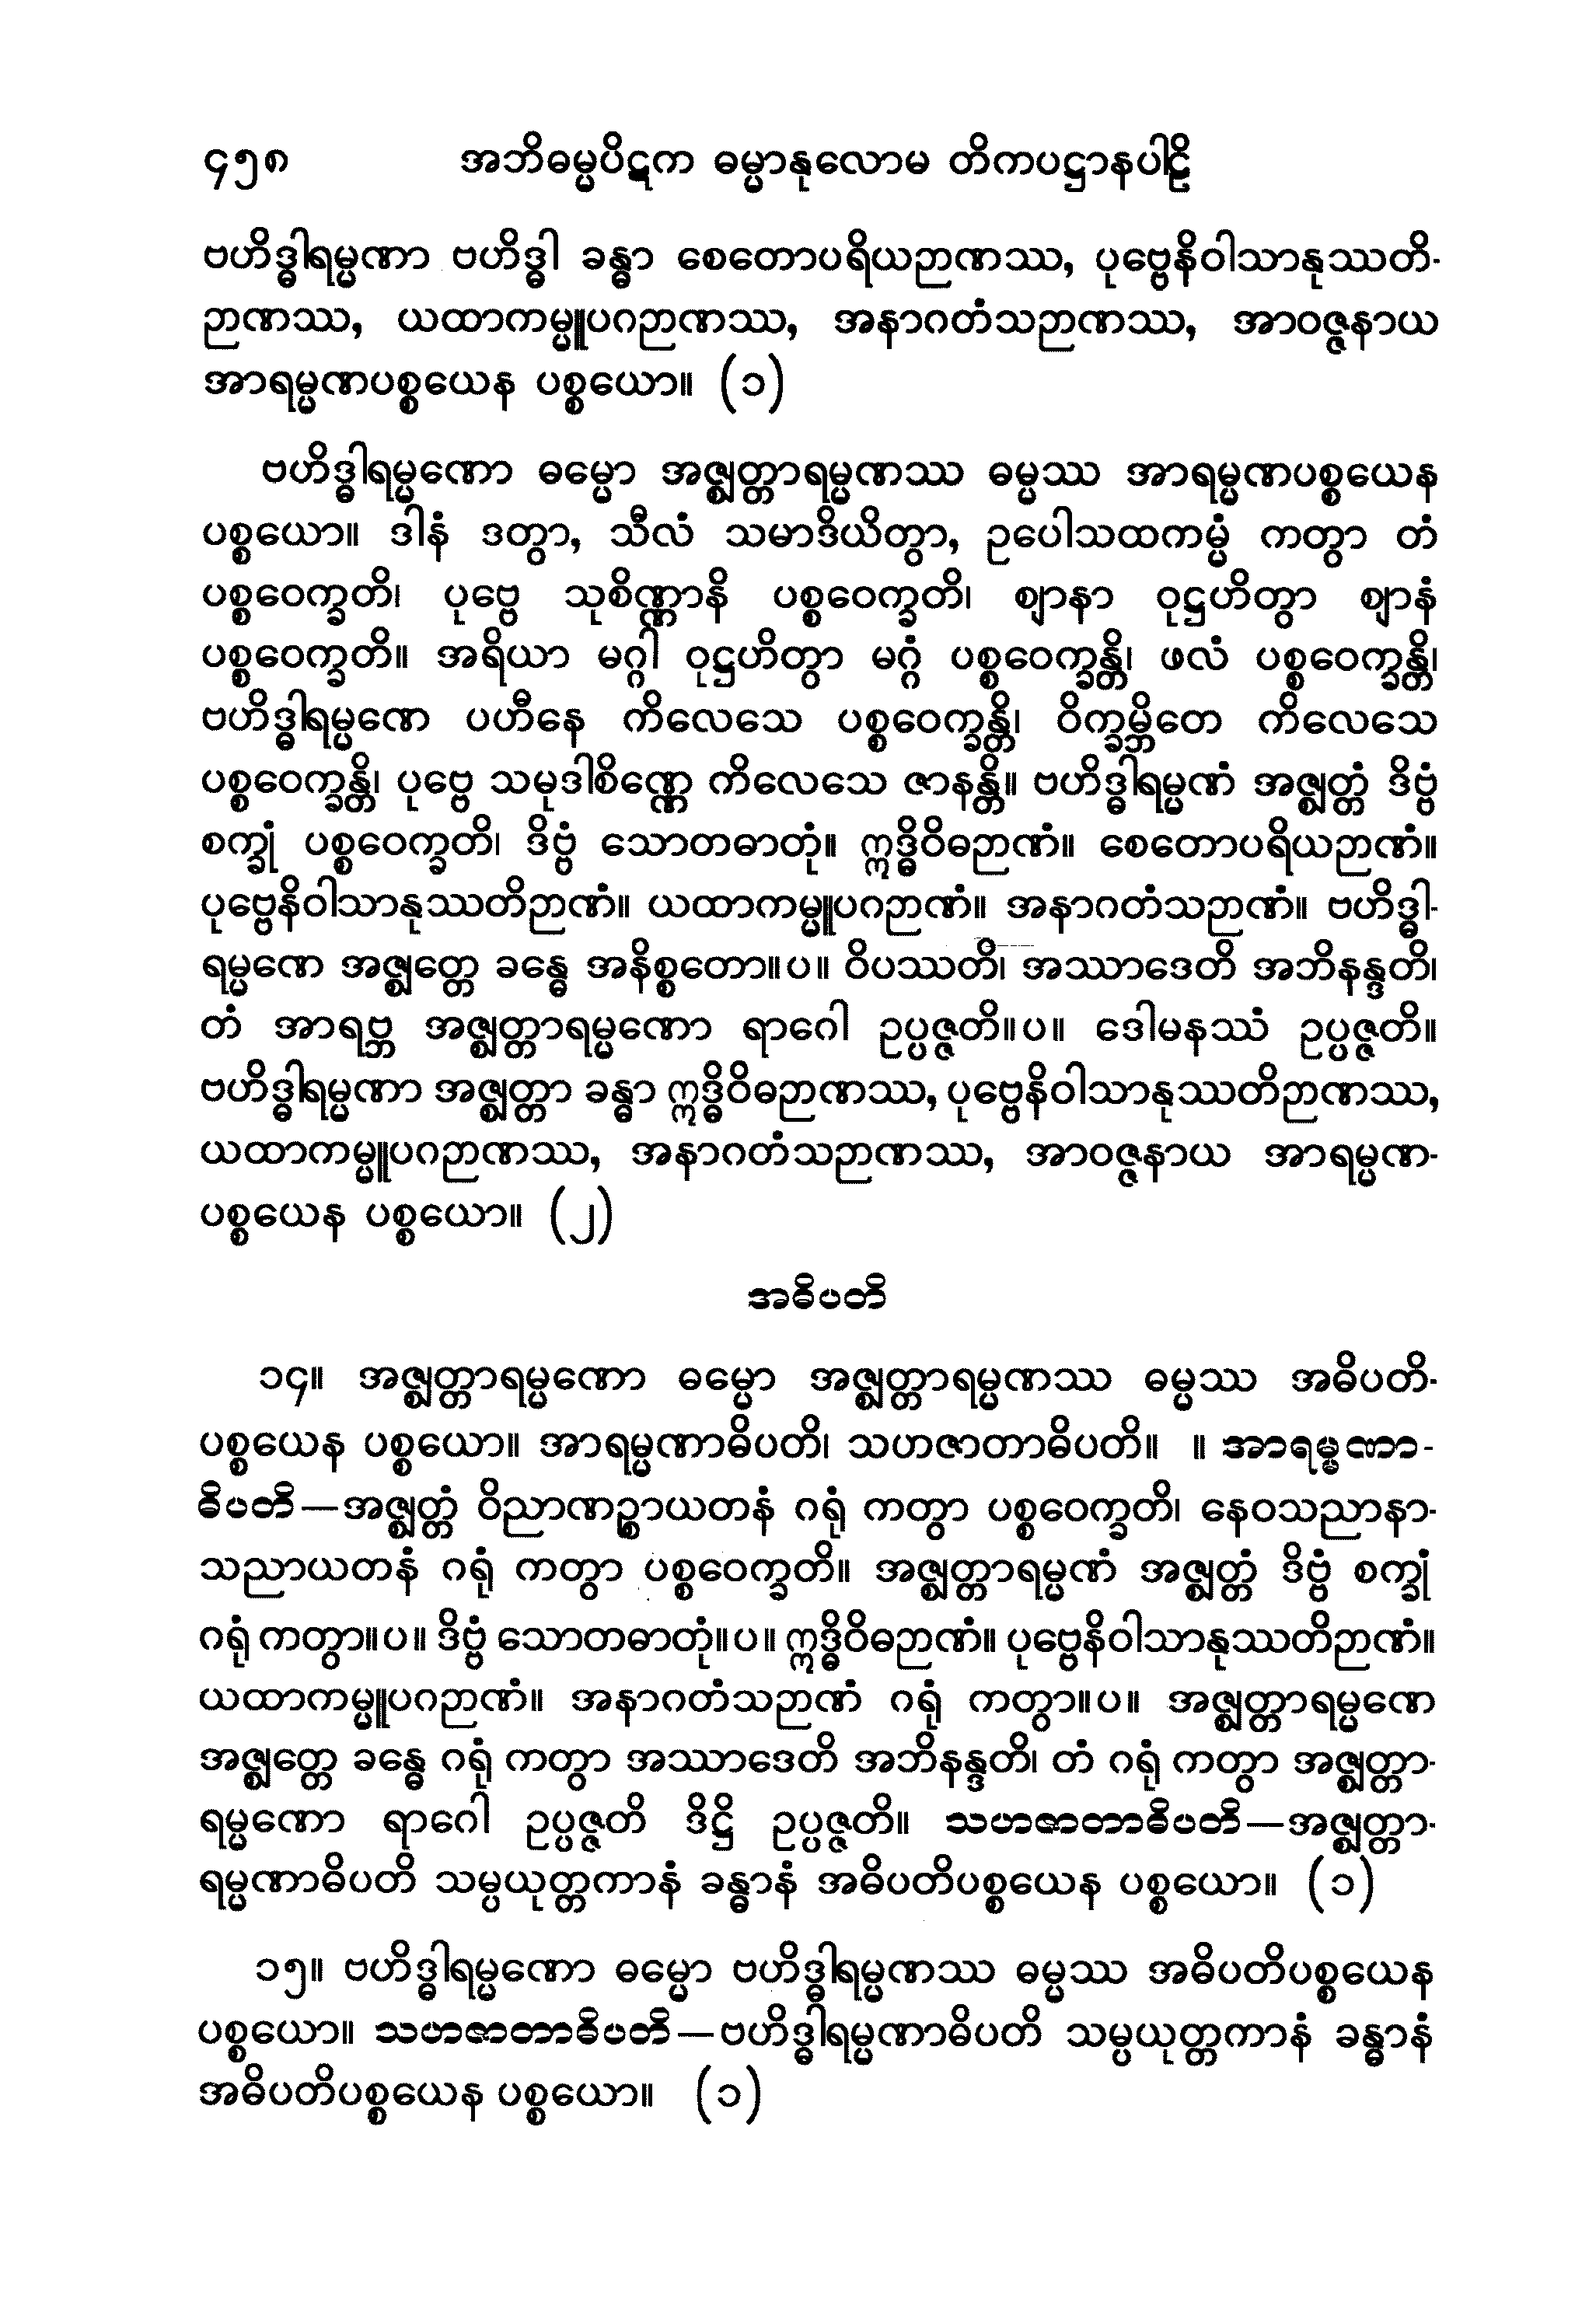 ၄၅၈ အဘိဓမ္မပိဋက ဓမ္မာနုလောမ တိကပဋ္ဌာနပါဠိ
ဗဟိဒ္ဓါရမ္မဏာ ဗဟိဒ္ဓါ ခန္ဓာ စေတောပရိယဉာဏဿ, ပုဗ္ဗေနိဝါသာနုဿတိ-
ဉာဏဿ, ယထာကမ္မူပဂဉာဏဿ, အနာဂတံသဉာဏဿ, အာဝဇ္ဇနာယ
အာရမ္မဏပစ္စယေန ပစ္စယော။ (၁)
ဗဟိဒ္ဓါရမ္မဏော ဓမ္မော အဇ္ဈတ္တာရမ္မဏဿ ဓမ္မဿ အာရမ္မဏပစ္စယေန
ပစ္စယော။ ဒါနံ ဒတွာ, သီလံ သမာဒိယိတွာ, ဥပေါသထကမ္မံ ကတွာ တံ
ပစ္စဝေက္ခတိ၊ ပုဗ္ဗေ သုစိဏ္ဏာနိ ပစ္စဝေက္ခတိ၊ ဈာနာ ဝုဋ္ဌဟိတွာ ဈာနံ
ပစ္စဝေက္ခတိ။ အရိယာ မဂ္ဂါ ဝုဋ္ဌဟိတွာ မဂ္ဂံ ပစ္စဝေက္ခန္တိ၊ ဖလံ ပစ္စဝေက္ခန္တိ၊
ဗဟိဒ္ဓါရမ္မဏေ ပဟီနေ ကိလေသေ ပစ္စဝေက္ခန္တိ၊ ဝိက္ခမ္ဘိတေ ကိလေသေ
ပစ္စဝေက္ခန္တိ၊ ပုဗ္ဗေ သမုဒါစိဏ္ဏေ ကိလေသေ ဇာနန္တိ။ ဗဟိဒ္ဓါရမ္မဏံ အဇ္ဈတ္တံ ဒိဗ္ဗံ
စက္ခုံ ပစ္စဝေက္ခတိ၊ ဒိဗ္ဗံ သောတဓာတုံ။ ဣဒ္ဓိဝိဓဉာဏံ။ စေတောပရိယဉာဏံ။
ပုဗ္ဗေနိဝါသာနုဿတိဉာဏံ။ ယထာကမ္မူပဂဉာဏံ။ အနာဂတံသဉာဏံ။ ဗဟိဒ္ဓါ-
ရမ္မဏေ အဇ္ဈတ္တေ ခန္ဓေ အနိစ္စတော။ပ။ ဝိပဿတိ၊ အဿာဒေတိ အဘိနန္ဒတိ၊
တံ အာရဗ္ဘ အဇ္ဈတ္တာရမ္မဏော ရာဂေါ ဥပ္ပဇ္ဇတိ။ပ။ ဒေါမနဿံ ဥပ္ပဇ္ဇတိ။
ဗဟိဒ္ဓါရမ္မဏာ အဇ္ဈတ္တာ ခန္ဓာ ဣဒ္ဓိဝိဓဉာဏဿ, ပုဗ္ဗေနိဝါသာနုဿတိဉာဏဿ,
ယထာကမ္မူပဂဉာဏဿ, အနာဂတံသဉာဏဿ, အာဝဇ္ဇနာယ အာရမ္မဏ-
ပစ္စယေန ပစ္စယော။ (၂)
အဓိပတိ
၁၄။ အဇ္ဈတ္တာရမ္မဏော ဓမ္မော အဇ္ဈတ္တာရမ္မဏဿ ဓမ္မဿ အဓိပတိ-
ပစ္စယေန ပစ္စယော။ အာရမ္မဏာဓိပတိ၊ သဟဇာတာဓိပတိ။ ။ အာရမ္မဏာ-
ဓိပတိ—အဇ္ဈတ္တံ ဝိညာဏဉ္စာယတနံ ဂရုံ ကတွာ ပစ္စဝေက္ခတိ၊ နေဝသညာနာ-
သညာယတနံ ဂရုံ ကတွာ ပစ္စဝေက္ခတိ။ အဇ္ဈတ္တာရမ္မဏံ အဇ္ဈတ္တံ ဒိဗ္ဗံ စက္ခုံ
ဂရုံ ကတွာ။ပ။ ဒိဗ္ဗံ သောတဓာတုံ။ပ။ ဣဒ္ဓိဝိဓဉာဏံ။ ပုဗ္ဗေနိဝါသာနုဿတိဉာဏံ။
ယထာကမ္မူပဂဉာဏံ။ အနာဂတံသဉာဏံ ဂရုံ ကတွာ။ပ။ အဇ္ဈတ္တာရမ္မဏေ
အဇ္ဈတ္တေ ခန္ဓေ ဂရုံ ကတွာ အဿာဒေတိ အဘိနန္ဒတိ၊ တံ ဂရုံ ကတွာ အဇ္ဈတ္တာ-
ရမ္မဏော ရာဂေါ ဥပ္ပဇ္ဇတိ ဒိဋ္ဌိ ဥပ္ပဇ္ဇတိ။ သဟဇာတာဓိပတိ—အဇ္ဈတ္တာ-
ရမ္မဏာဓိပတိ သမ္ပယုတ္တကာနံ ခန္ဓာနံ အဓိပတိပစ္စယေန ပစ္စယော။ (၁)
၁၅။ ဗဟိဒ္ဓါရမ္မဏော ဓမ္မော ဗဟိဒ္ဓါရမ္မဏဿ ဓမ္မဿ အဓိပတိပစ္စယေန
ပစ္စယော။ သဟဇာတာဓိပတိ—ဗဟိဒ္ဓါရမ္မဏာဓိပတိ သမ္ပယုတ္တကာနံ ခန္ဓာနံ
အဓိပတိပစ္စယေန ပစ္စယော။ (၁)